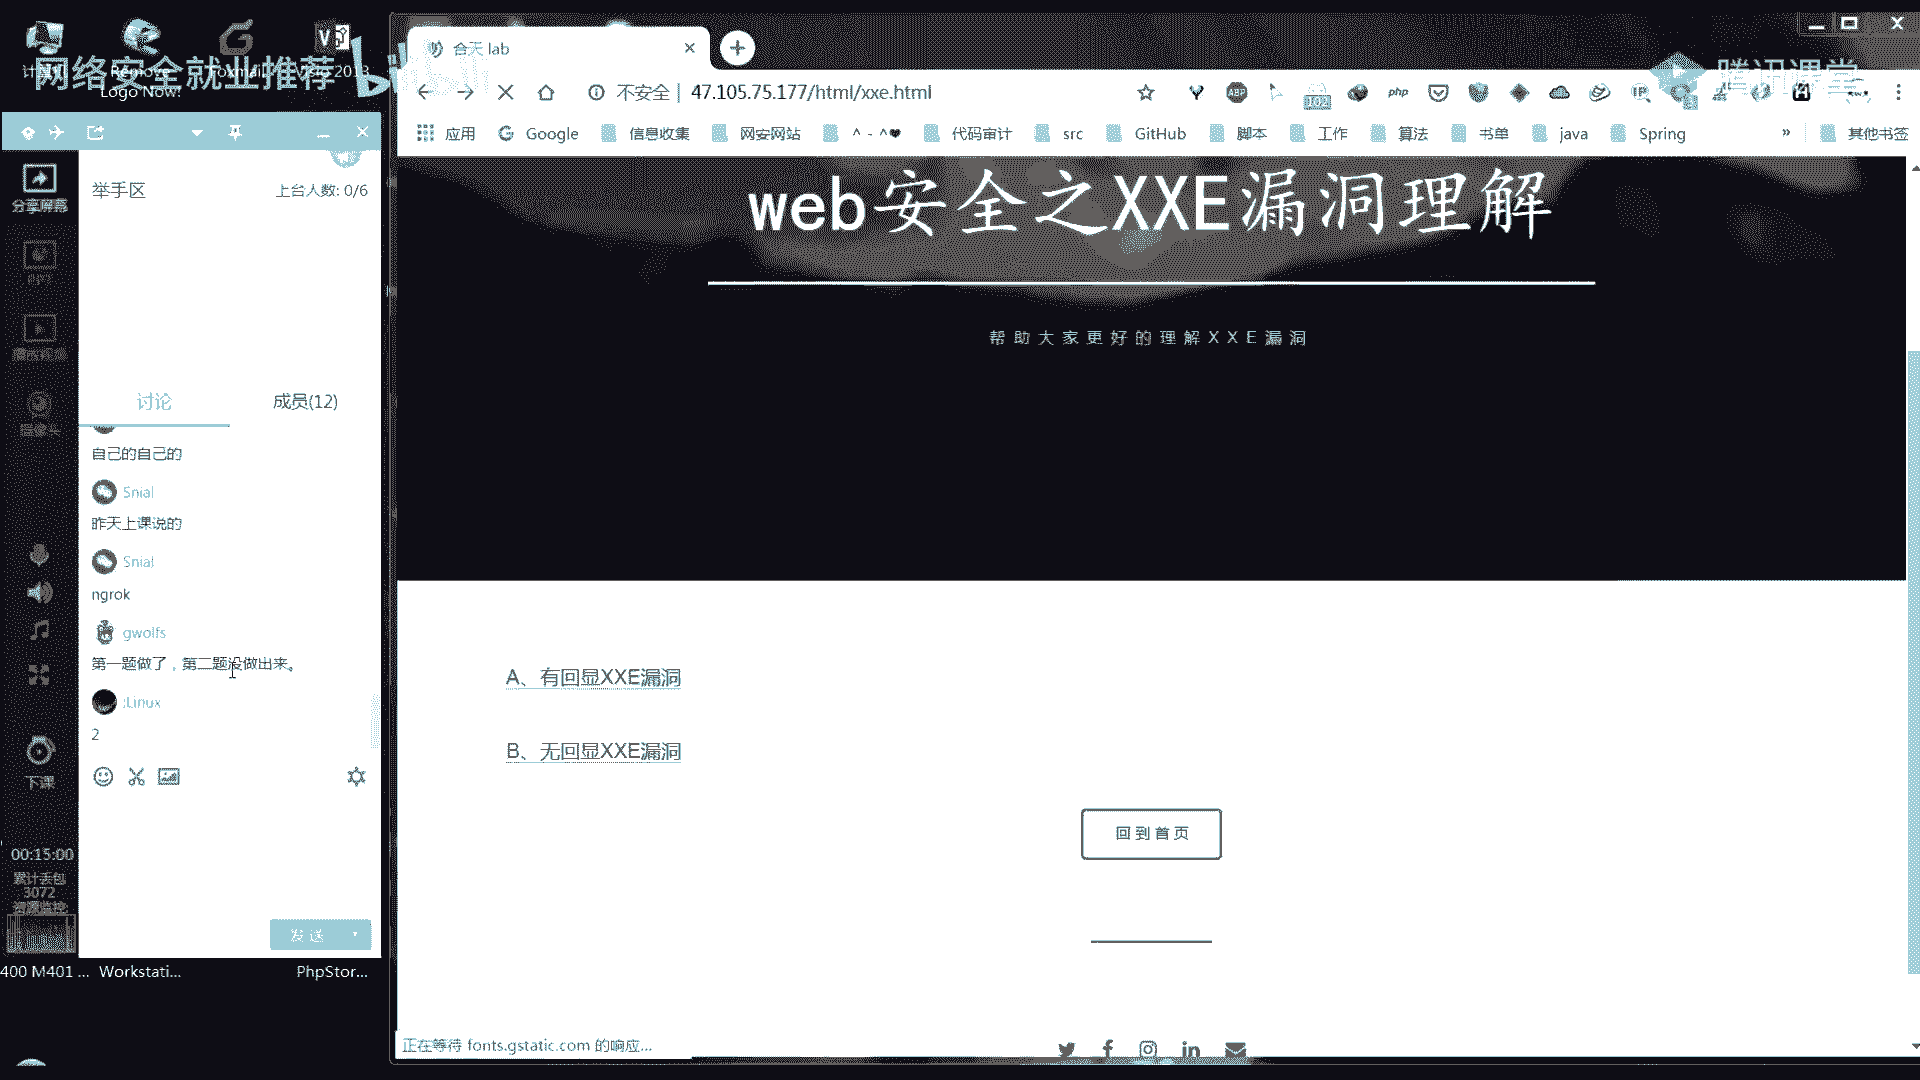 网络安全就业推荐
Logo Now!
合天 lab
不安全
47.105.75.177/html/xxe.html
ABP
102
php
腾讯课堂
应用
Google
信息收集
网安网站
^ - ^❤
代码审计
src
GitHub
脚本
工作
算法
书单
java
Spring
»
其他书签
分享屏幕
举手区
上台人数: 0/6
讨论
成员(12)
自己的自己的
Snial
昨天上课说的
Snial
ngrok
gwolfs
第一题做了，第二题没做出来。
:Linux
2
下课
00:15:00
累计丢包
3072
资源监控
发送
400 M401 ...
Workstati...
PhpStor...
web安全之XXE漏洞理解
帮助大家更好的理解XXE漏洞
A、有回显XXE漏洞
B、无回显XXE漏洞
回到首页
正在等待 fonts.gstatic.com 的响应...